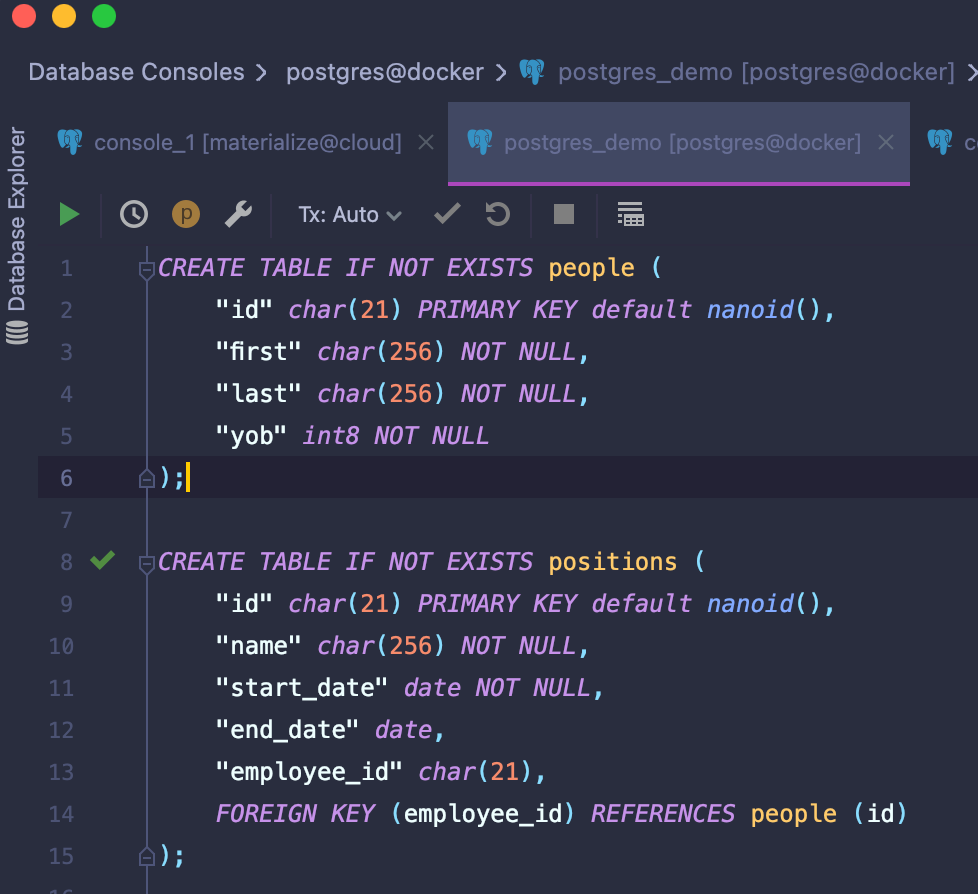 Database Consoles > postgres@docker > postgres_demo [postgres@docker] >
console_1 [materialize@cloud] × postgres_demo [postgres@docker] ×
Database Explorer
p Tx: Auto
1 CREATE TABLE IF NOT EXISTS people (
2 "id" char(21) PRIMARY KEY default nanoid(),
3 "first" char(256) NOT NULL,
4 "last" char(256) NOT NULL,
5 "yob" int8 NOT NULL
6 );
7
8 CREATE TABLE IF NOT EXISTS positions (
9 "id" char(21) PRIMARY KEY default nanoid(),
10 "name" char(256) NOT NULL,
11 "start_date" date NOT NULL,
12 "end_date" date,
13 "employee_id" char(21),
14 FOREIGN KEY (employee_id) REFERENCES people (id)
15 );